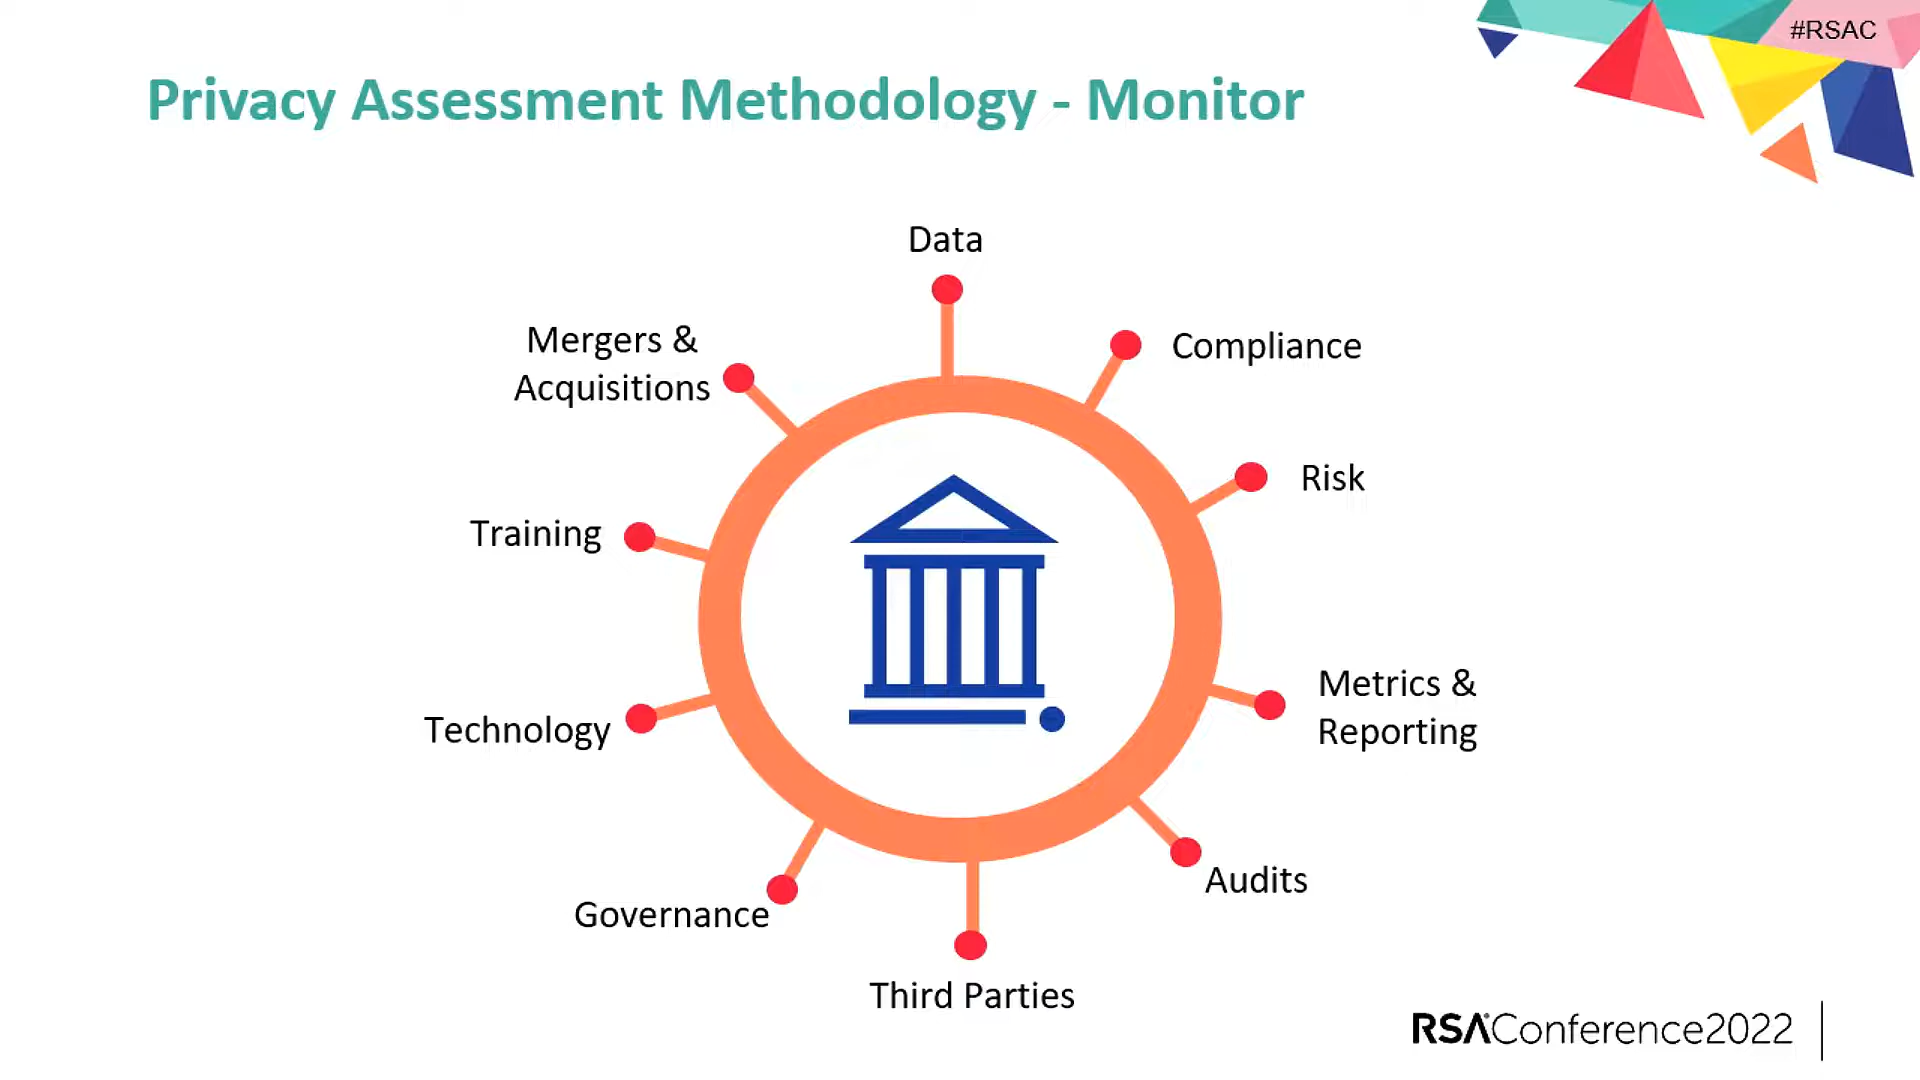 #RSAC
Privacy Assessment Methodology - Monitor
Data
Mergers &
Acquisitions
Compliance
Risk
Training
Metrics &
Reporting
Technology
Audits
Governance
Third Parties
RSAConference2022